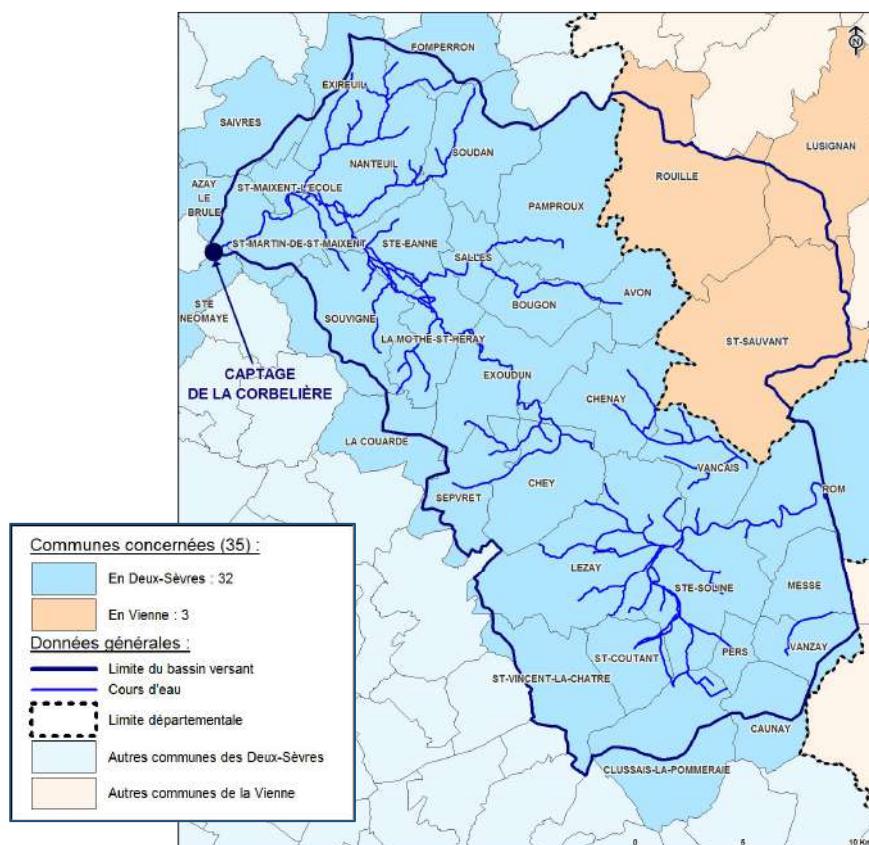 FOMPERRON
N
EXIREUIL
SAIVRES
LUSIGNAN
SOUDAN
NANTEUIL
ROUILLE
AZAY
LE
BRULE
ST-MAIXENT-L'ECOLE
PAMPROUX
ST-MARTIN-DE-ST-MAIXENT
STE-EANNE
SALLES
AVON
STE
NEOMAYE
BOUGON
SOUVIGNE
LA MOTHE-ST-HERAY
ST-SAUVANT
CAPTAGE
DE LA CORBELIÈRE
EXOUDUN
CHENAY
LA COUARDE
VANCAIS
SEPVRET
CHEY
ROM
LEZAY
STE-SOLINE
MESSE
PERS
VANZAY
ST-COUTANT
ST-VINCENT-LA-CHATRE
CAUNAY
CLUSSAIS-LA-POMMERAIE
0 5 10 Km
Communes concernées (35) :
En Deux-Sèvres : 32
En Vienne : 3
Données générales :
Limite du bassin versant
Cours d'eau
Limite départementale
Autres communes des Deux-Sèvres
Autres communes de la Vienne